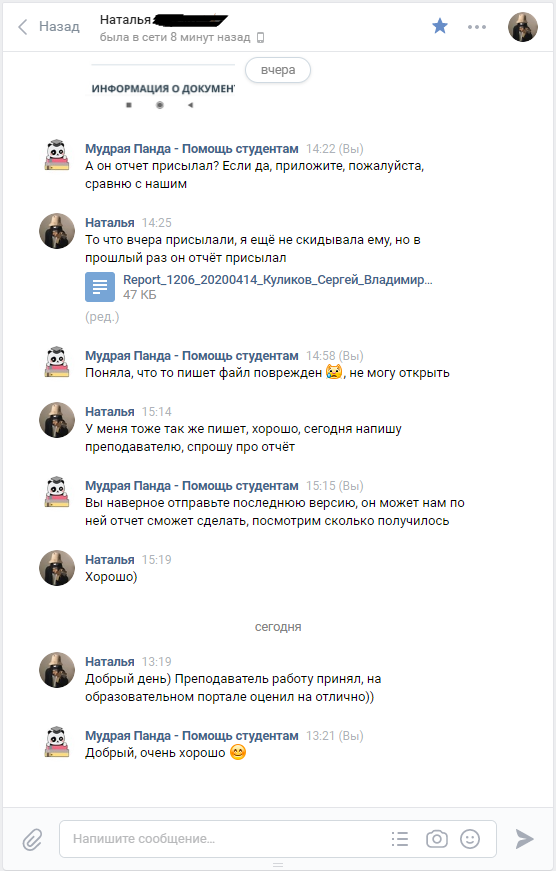 Назад
Наталья
была в сети 8 минут назад
вчера
ИНФОРМАЦИЯ О ДОКУМЕН
Мудрая Панда - Помощь студентам 14:22 (Вы)
А он отчет присылал? Если да, приложите, пожалуйста,
сравню с нашим
Наталья 14:25
То что вчера присылали, я ещё не скидывала ему, но в
прошлый раз он отчёт присылал
Report_1206_20200414_Куликов_Сергей_Владимир...
47 КБ
(ред.)
Мудрая Панда - Помощь студентам 14:58 (Вы)
Поняла, что то пишет файл поврежден 😿, не могу открыть
Наталья 15:14
У меня тоже так же пишет, хорошо, сегодня напишу
преподавателю, спрошу про отчёт
Мудрая Панда - Помощь студентам 15:15 (Вы)
Вы наверное отправьте последнюю версию, он может нам по
ней отчет сможет сделать, посмотрим сколько получилось
Наталья 15:19
Хорошо)
сегодня
Наталья 13:19
Добрый день) Преподаватель работу принял, на
образовательном портале оценил на отлично))
Мудрая Панда - Помощь студентам 13:21 (Вы)
Добрый, очень хорошо 😊
Напишите сообщение...